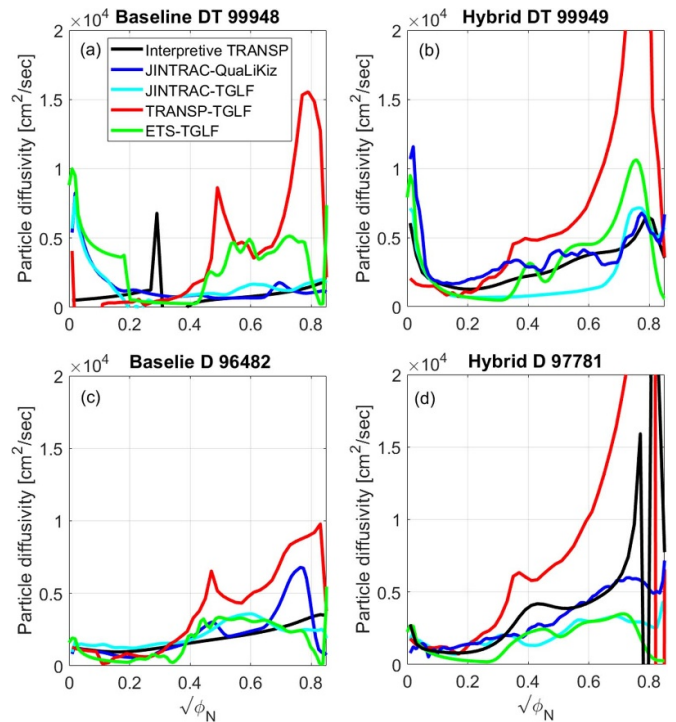 Baseline DT 99948
×10⁴
(a)
Interpretive TRANSP
JINTRAC-QuaLiKiz
JINTRAC-TGLF
TRANSP-TGLF
ETS-TGLF
Particle diffusivity [cm²/sec]
2
1.5
1
0.5
0
0 0.2 0.4 0.6 0.8
Hybrid DT 99949
×10⁴
(b)
Particle diffusivity [cm²/sec]
2
1.5
1
0.5
0
0 0.2 0.4 0.6 0.8
Baselie D 96482
×10⁴
(c)
Particle diffusivity [cm²/sec]
2
1.5
1
0.5
0
0 0.2 0.4 0.6 0.8
√ϕN
Hybrid D 97781
×10⁴
(d)
Particle diffusivity [cm²/sec]
2
1.5
1
0.5
0
0 0.2 0.4 0.6 0.8
√ϕN